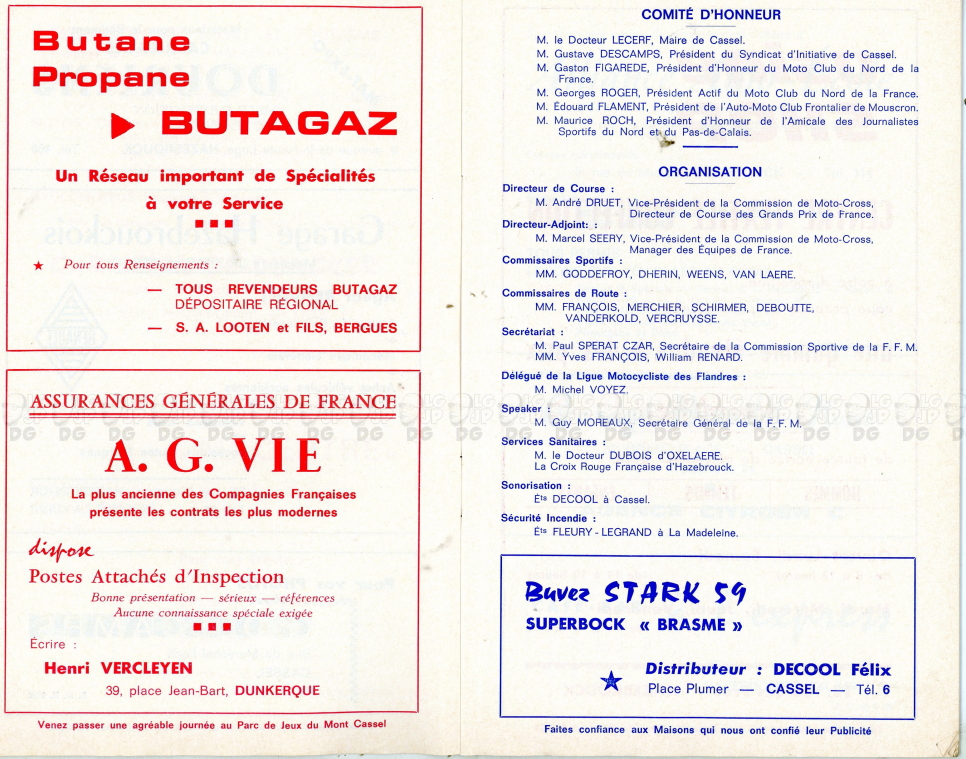 Butane
Propane
BUTAGAZ
Un Réseau important de Spécialités
à votre Service
Pour tous Renseignements :
— TOUS REVENDEURS BUTAGAZ
DÉPOSITAIRE RÉGIONAL
— S. A. LOOTEN et FILS, BERGUES
ASSURANCES GÉNÉRALES DE FRANCE
A. G. VIE
La plus ancienne des Compagnies Françaises
présente les contrats les plus modernes
dispose
Postes Attachés d'Inspection
Bonne présentation — sérieux — références
Aucune connaissance spéciale exigée
Écrire :
Henri VERCLEYEN
39, place Jean-Bart, DUNKERQUE
Venez passer une agréable journée au Parc de Jeux du Mont Cassel
COMITÉ D'HONNEUR
M. le Docteur LECERF, Maire de Cassel.
M. Gustave DESCAMPS, Président du Syndicat d'Initiative de Cassel.
M. Gaston FIGAREDE, Président d'Honneur du Moto Club du Nord de la
France.
M. Georges ROGER, Président Actif du Moto Club du Nord de la France.
M. Édouard FLAMENT, Président de l'Auto-Moto Club Frontalier de Mouscron.
M. Maurice ROCH, Président d'Honneur de l'Amicale des Journalistes
Sportifs du Nord et du Pas-de-Calais.
ORGANISATION
Directeur de Course :
M. André DRUET, Vice-Président de la Commission de Moto-Cross,
Directeur de Course des Grands Prix de France.
Directeur-Adjoint: :
M. Marcel SEERY, Vice-Président de la Commission de Moto-Cross,
Manager des Équipes de France.
Commissaires Sportifs :
MM. GODDEFROY, DHERIN, WEENS, VAN LAERE.
Commissaires de Route :
MM. FRANÇOIS, MERCHIER, SCHIRMER, DEBOUTTE,
VANDERKOLD, VERCRUYSSE.
Secrétariat :
M. Paul SPERAT CZAR, Secrétaire de la Commission Sportive de la F. F. M.
MM. Yves FRANÇOIS, William RENARD.
Délégué de la Ligue Motocycliste des Flandres :
M. Michel VOYEZ.
Speaker :
M. Guy MOREAUX, Secrétaire Général de la F. F. M.
Services Sanitaires :
M. le Docteur DUBOIS d'OXELAERE.
La Croix Rouge Française d'Hazebrouck.
Sonorisation :
Éts DECOOL à Cassel.
Sécurité Incendie :
Éts FLEURY - LEGRAND à La Madeleine.
Buvez STARK 59
SUPERBOCK « BRASME »
Distributeur : DECOOL Félix
Place Plumer — CASSEL — Tél. 6
Faites confiance aux Maisons qui nous ont confié leur Publicité